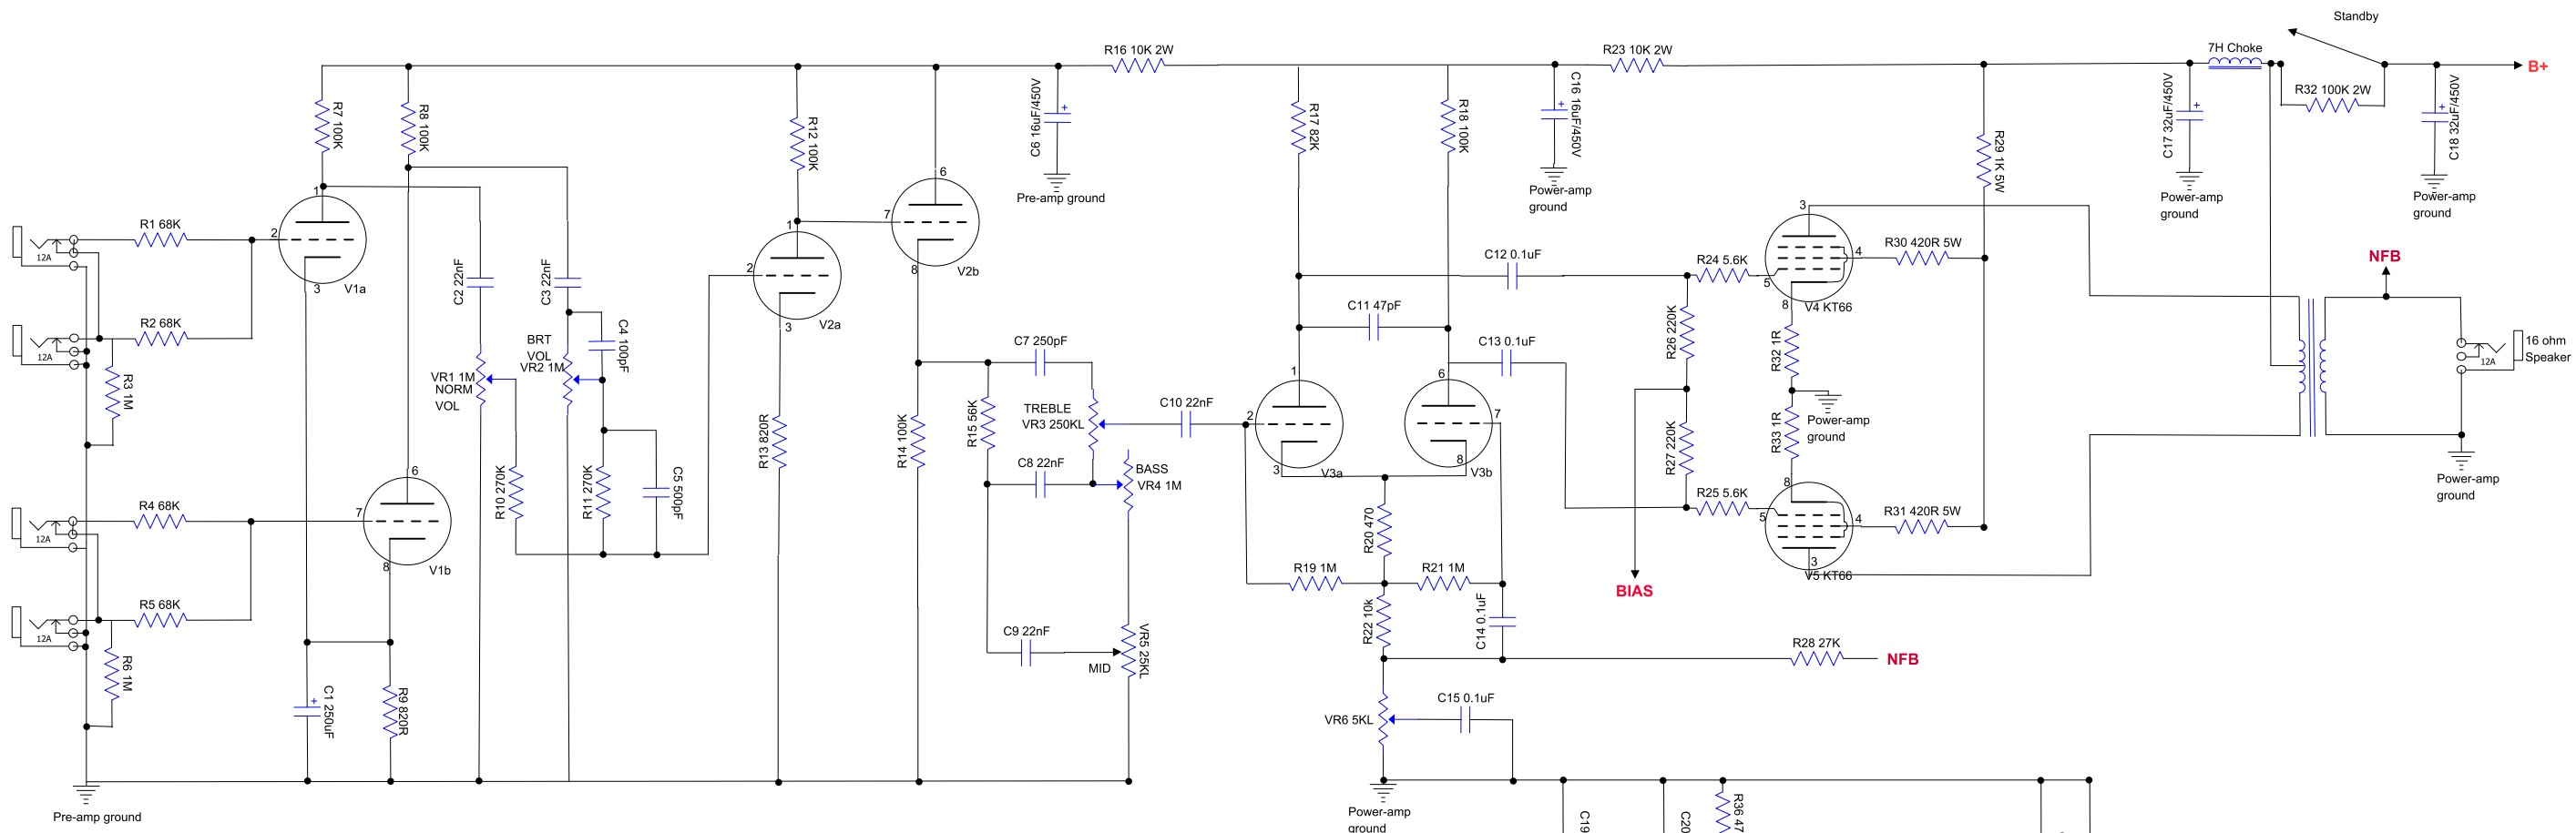 Standby
R16 10K 2W
R23 10K 2W
7H Choke
B+
R7 100K
R8 100K
R12 100K
C6 16uF/450V
Pre-amp ground
R17 82K
R18 100K
C16 16uF/450V
Power-amp
ground
R29 1K 5W
C17 32uF/450V
Power-amp
ground
R32 100K 2W
C18 32uF/450V
Power-amp
ground
12A
R1 68K
1
2
3
V1a
12A
R2 68K
R3 1M
C2 22nF
C3 22nF
C4 100pF
BRT
VOL
VR2 1M
VR1 1M
NORM
VOL
R10 270K
R11 270K
C5 500pF
1
2
3
V2a
6
7
8
V2b
R13 820R
R14 100K
R15 56K
C7 250pF
TREBLE
VR3 250KL
C8 22nF
BASS
VR4 1M
C9 22nF
MID
VR5 25KL
C10 22nF
C11 47pF
C12 0.1uF
C13 0.1uF
1
2
3
V3a
6
7
8
V3b
R20 470
R19 1M
R21 1M
R22 10k
C14 0.1uF
R28 27K
NFB
VR6 5KL
C15 0.1uF
Power-amp
ground
R24 5.6K
R26 220K
R27 220K
R25 5.6K
BIAS
3
4
5
8
V4 KT66
R30 420R 5W
R32 1R
Power-amp
ground
R33 1R
8
5
4
3
V5 KT66
R31 420R 5W
NFB
12A
16 ohm
Speaker
Power-amp
ground
12A
R4 68K
7
6
8
V1b
12A
R5 68K
R6 1M
C1 250uF
R9 820R
Pre-amp ground
C19
C20
R36 47